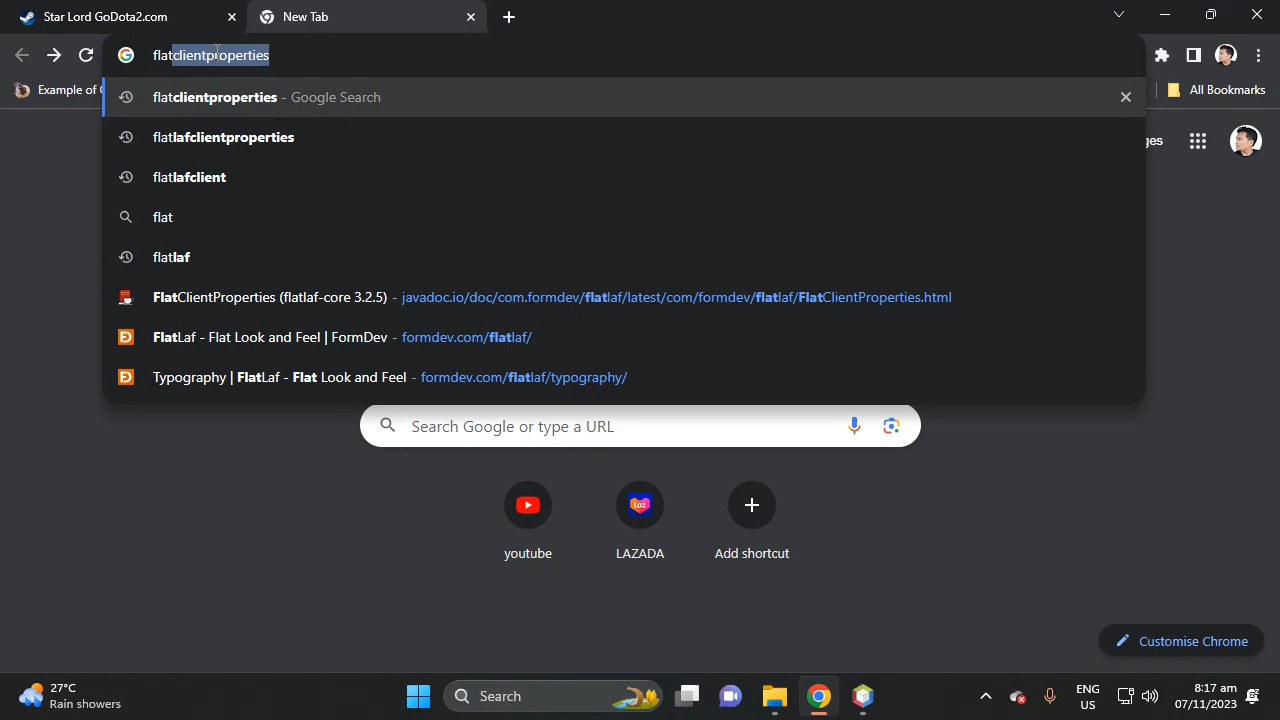 Star Lord GoDota2.com
New Tab
flatclientproperties
Example of
All Bookmarks
flatclientproperties - Google Search
flatlafclientproperties
ges
flatlafclient
flat
flatlaf
FlatClientProperties (flatlaf-core 3.2.5) - javadoc.io/doc/com.formdev/flatlaf/latest/com/formdev/flatlaf/FlatClientProperties.html
FlatLaf - Flat Look and Feel | FormDev - formdev.com/flatlaf/
Typography | FlatLaf - Flat Look and Feel - formdev.com/flatlaf/typography/
Search Google or type a URL
Laz
youtube
LAZADA
Add shortcut
Customise Chrome
27°C
Rain showers
Search
ENG
US
8:17 am
07/11/2023